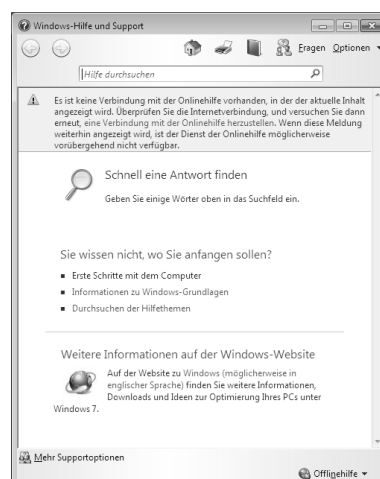 Windows-Hilfe und Support
Fragen Optionen
Hilfe durchsuchen
Es ist keine Verbindung mit der Onlinehilfe vorhanden, in der der aktuelle Inhalt
angezeigt wird. Überprüfen Sie die Internetverbindung, und versuchen Sie dann
erneut, eine Verbindung mit der Onlinehilfe herzustellen. Wenn diese Meldung
weiterhin angezeigt wird, ist der Dienst der Onlinehilfe möglicherweise
vorübergehend nicht verfügbar.
Schnell eine Antwort finden
Geben Sie einige Wörter oben in das Suchfeld ein.
Sie wissen nicht, wo Sie anfangen sollen?
Erste Schritte mit dem Computer
Informationen zu Windows-Grundlagen
Durchsuchen der Hilfethemen
Weitere Informationen auf der Windows-Website
Auf der Website zu Windows (möglicherweise in
englischer Sprache) finden Sie weitere Informationen,
Downloads und Ideen zur Optimierung Ihres PCs unter
Windows 7.
Mehr Supportoptionen
Offlinehilfe